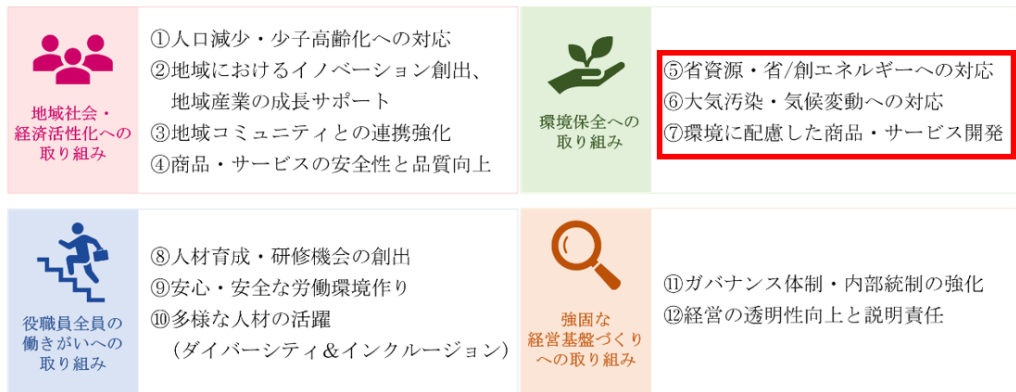 地域社会・
経済活性化への
取り組み
①人口減少・少子高齢化への対応
②地域におけるイノベーション創出、
地域産業の成長サポート
③地域コミュニティとの連携強化
④商品・サービスの安全性と品質向上
環境保全への
取り組み
⑤省資源・省/創エネルギーへの対応
⑥大気汚染・気候変動への対応
⑦環境に配慮した商品・サービス開発
役職員全員の
働きがいへの
取り組み
⑧人材育成・研修機会の創出
⑨安心・安全な労働環境作り
⑩多様な人材の活躍
（ダイバーシティ＆インクルージョン）
強固な
経営基盤づくり
への取り組み
⑪ガバナンス体制・内部統制の強化
⑫経営の透明性向上と説明責任